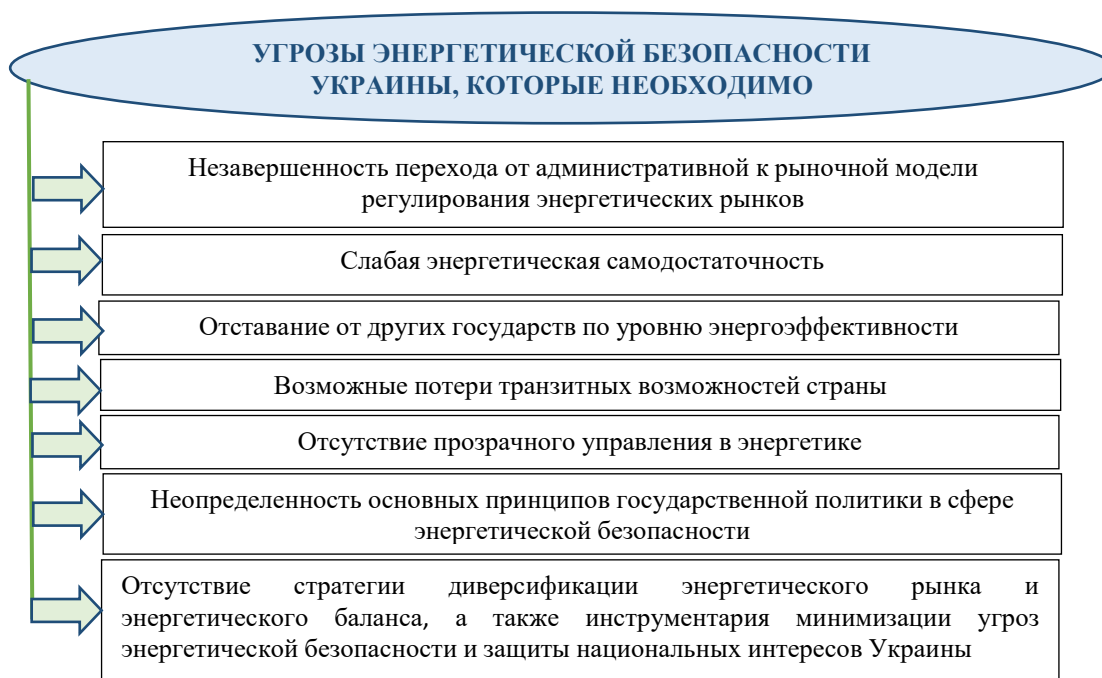 УГРОЗЫ ЭНЕРГЕТИЧЕСКОЙ БЕЗОПАСНОСТИ
УКРАИНЫ, КОТОРЫЕ НЕОБХОДИМО
Незавершенность перехода от административной к рыночной модели
регулирования энергетических рынков
Слабая энергетическая самодостаточность
Отставание от других государств по уровню энергоэффективности
Возможные потери транзитных возможностей страны
Отсутствие прозрачного управления в энергетике
Неопределенность основных принципов государственной политики в сфере
энергетической безопасности
Отсутствие стратегии диверсификации энергетического рынка и
энергетического баланса, а также инструментария минимизации угроз
энергетической безопасности и защиты национальных интересов Украины